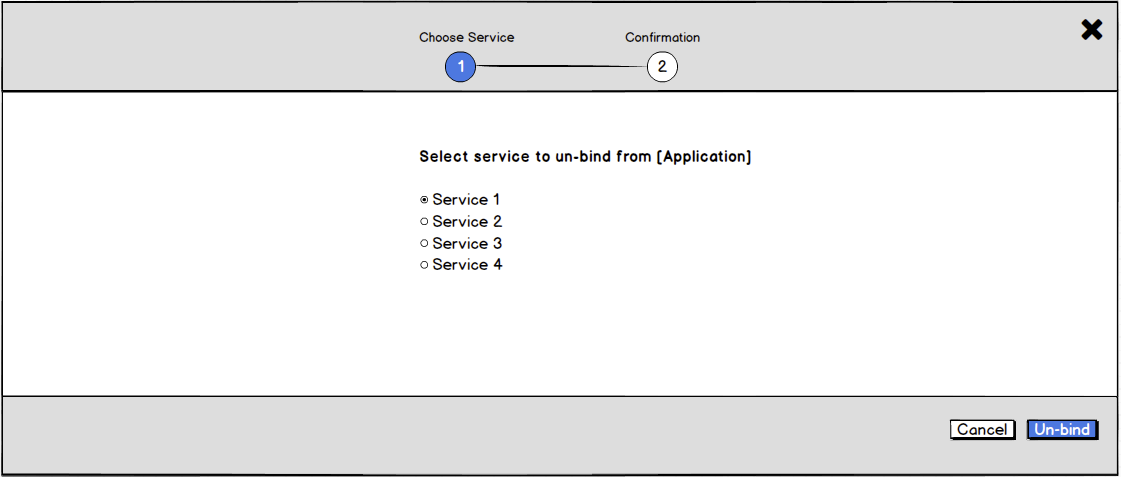 Choose Service Confirmation
1 2
Select service to un-bind from [Application]
Service 1
Service 2
Service 3
Service 4
Cancel Un-bind